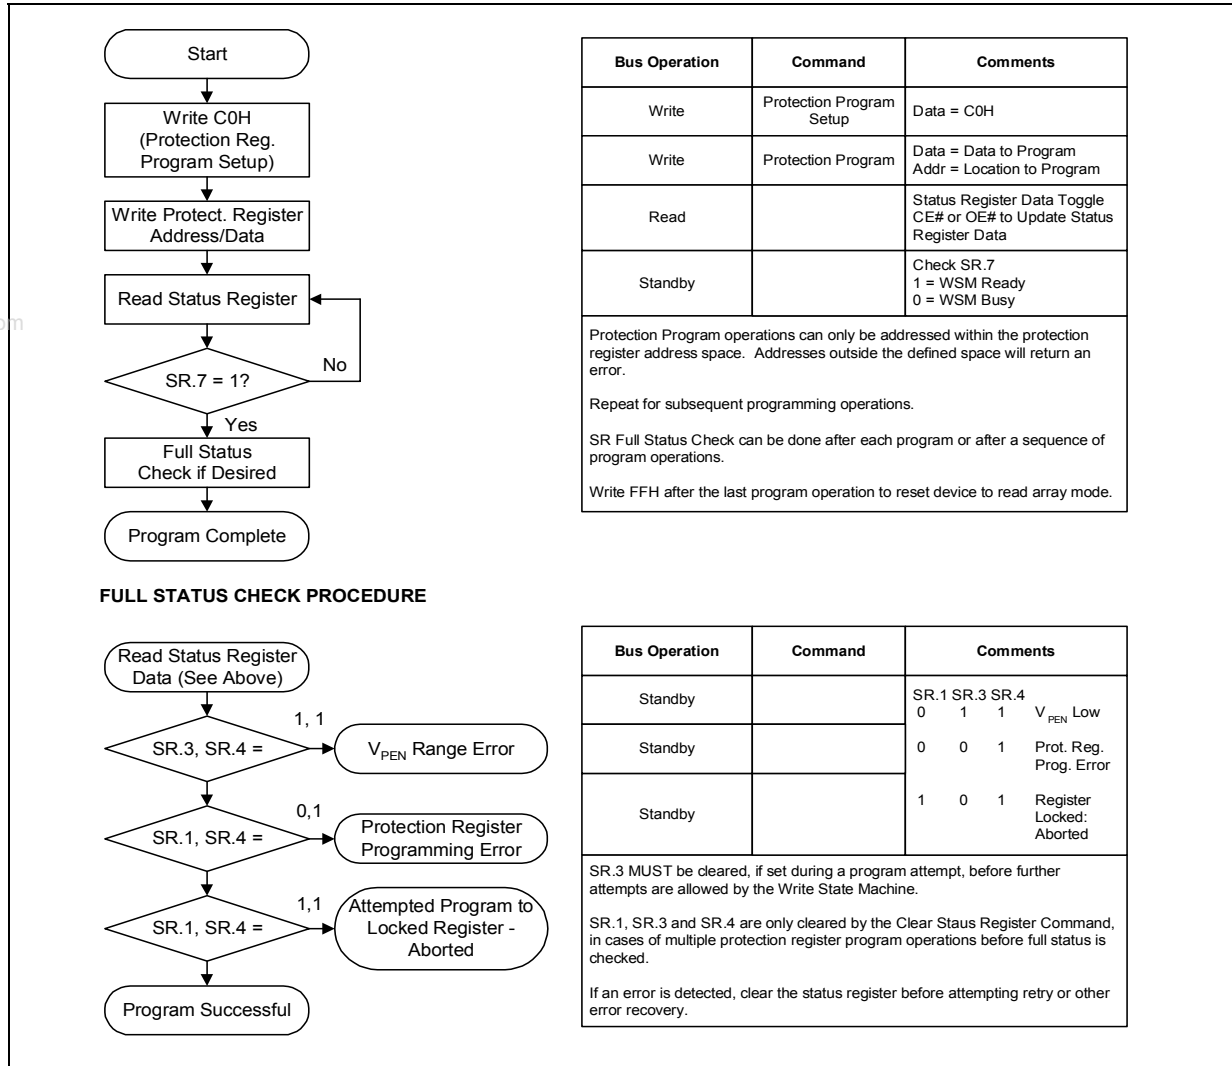 Start
Write C0H
(Protection Reg.
Program Setup)
Write Protect. Register
Address/Data
Read Status Register
No
SR.7 = 1?
Yes
Full Status
Check if Desired
Program Complete
Bus Operation Command Comments
Write Protection Program
Setup Data = C0H
Write Protection Program Data = Data to Program
Addr = Location to Program
Read Status Register Data Toggle
CE# or OE# to Update Status
Register Data
Standby Check SR.7
1 = WSM Ready
0 = WSM Busy
Protection Program operations can only be addressed within the protection
register address space. Addresses outside the defined space will return an
error.
Repeat for subsequent programming operations.
SR Full Status Check can be done after each program or after a sequence of
program operations.
Write FFH after the last program operation to reset device to read array mode.
om
FULL STATUS CHECK PROCEDURE
Read Status Register
Data (See Above)
1, 1
SR.3, SR.4 =
VPEN Range Error
0,1
SR.1, SR.4 =
Protection Register
Programming Error
1,1
SR.1, SR.4 =
Attempted Program to
Locked Register -
Aborted
Program Successful
Bus Operation Command Comments
Standby SR.1 SR.3 SR.4
0 1 1 VPEN Low
Standby 0 0 1 Prot. Reg.
Prog. Error
Standby 1 0 1 Register
Locked:
Aborted
SR.3 MUST be cleared, if set during a program attempt, before further
attempts are allowed by the Write State Machine.
SR.1, SR.3 and SR.4 are only cleared by the Clear Staus Register Command,
in cases of multiple protection register program operations before full status is
checked.
If an error is detected, clear the status register before attempting retry or other
error recovery.